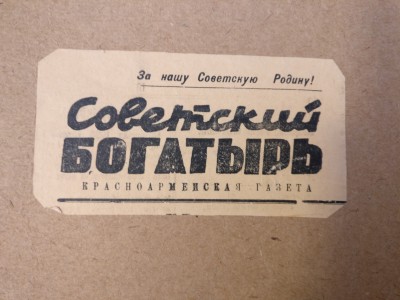 За нашу Советскую Родину!
Советский
БОГАТЫРЬ
КРАСНОАРМЕЙСКАЯ ГАЗЕТА